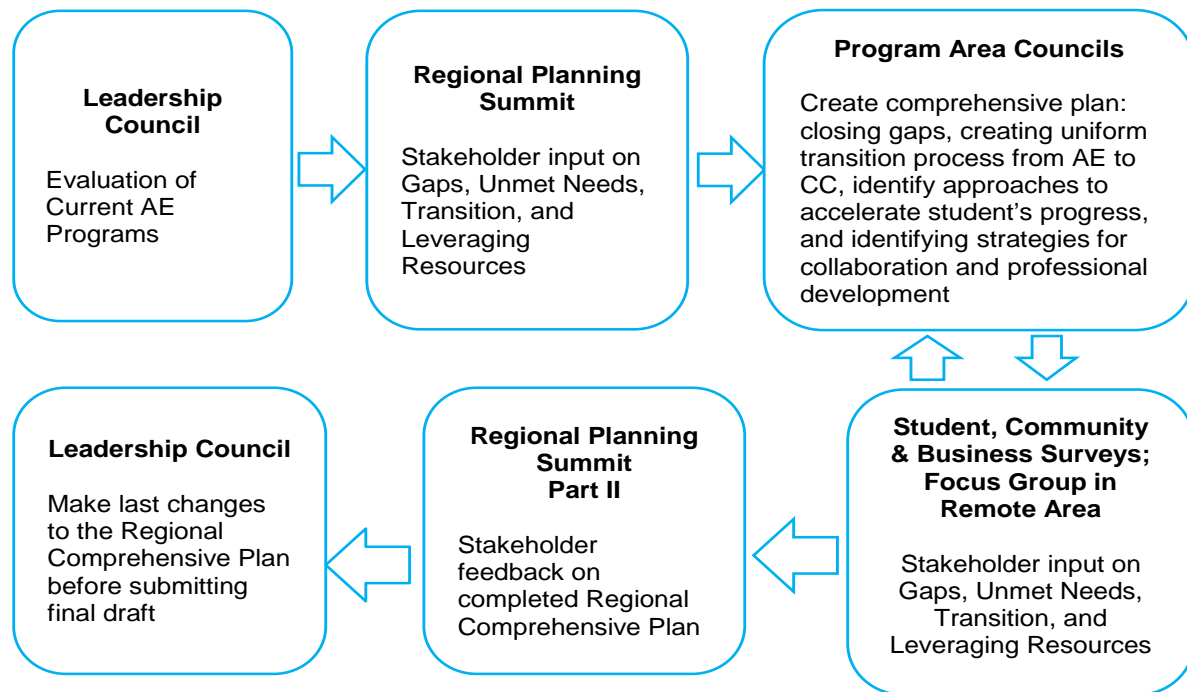 Leadership
Council
Evaluation of
Current AE
Programs
Regional Planning
Summit
Stakeholder input on
Gaps, Unmet Needs,
Transition, and
Leveraging
Resources
Program Area Councils
Create comprehensive plan:
closing gaps, creating uniform
transition process from AE to
CC, identify approaches to
accelerate student’s progress,
and identifying strategies for
collaboration and professional
development
Leadership Council
Make last changes
to the Regional
Comprehensive Plan
before submitting
final draft
Regional Planning
Summit
Part II
Stakeholder
feedback on
completed Regional
Comprehensive Plan
Student, Community
& Business Surveys;
Focus Group in
Remote Area
Stakeholder input on
Gaps, Unmet Needs,
Transition, and
Leveraging Resources